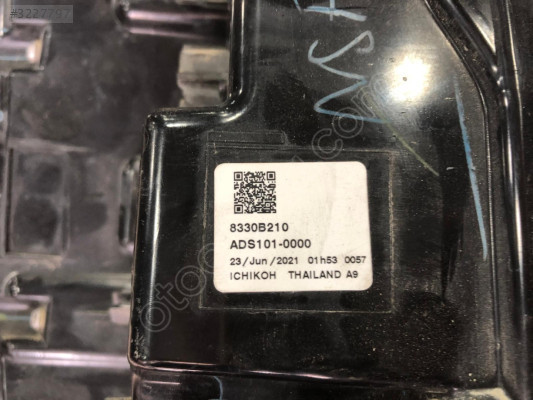 8330B210
ADS101-0000
23/Jun/2021 01h53 0057
ICHIKOH THAILAND A9